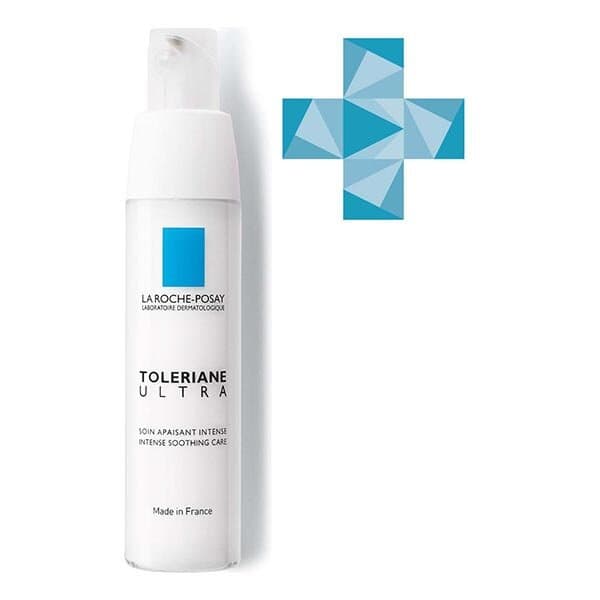 LA ROCHE-POSAY
LABORATOIRE DERMATOLOGIQUE
TOLERIANE
ULTRA
SOIN APAISANT INTENSE
INTENSE SOOTHING CARE
Made in France